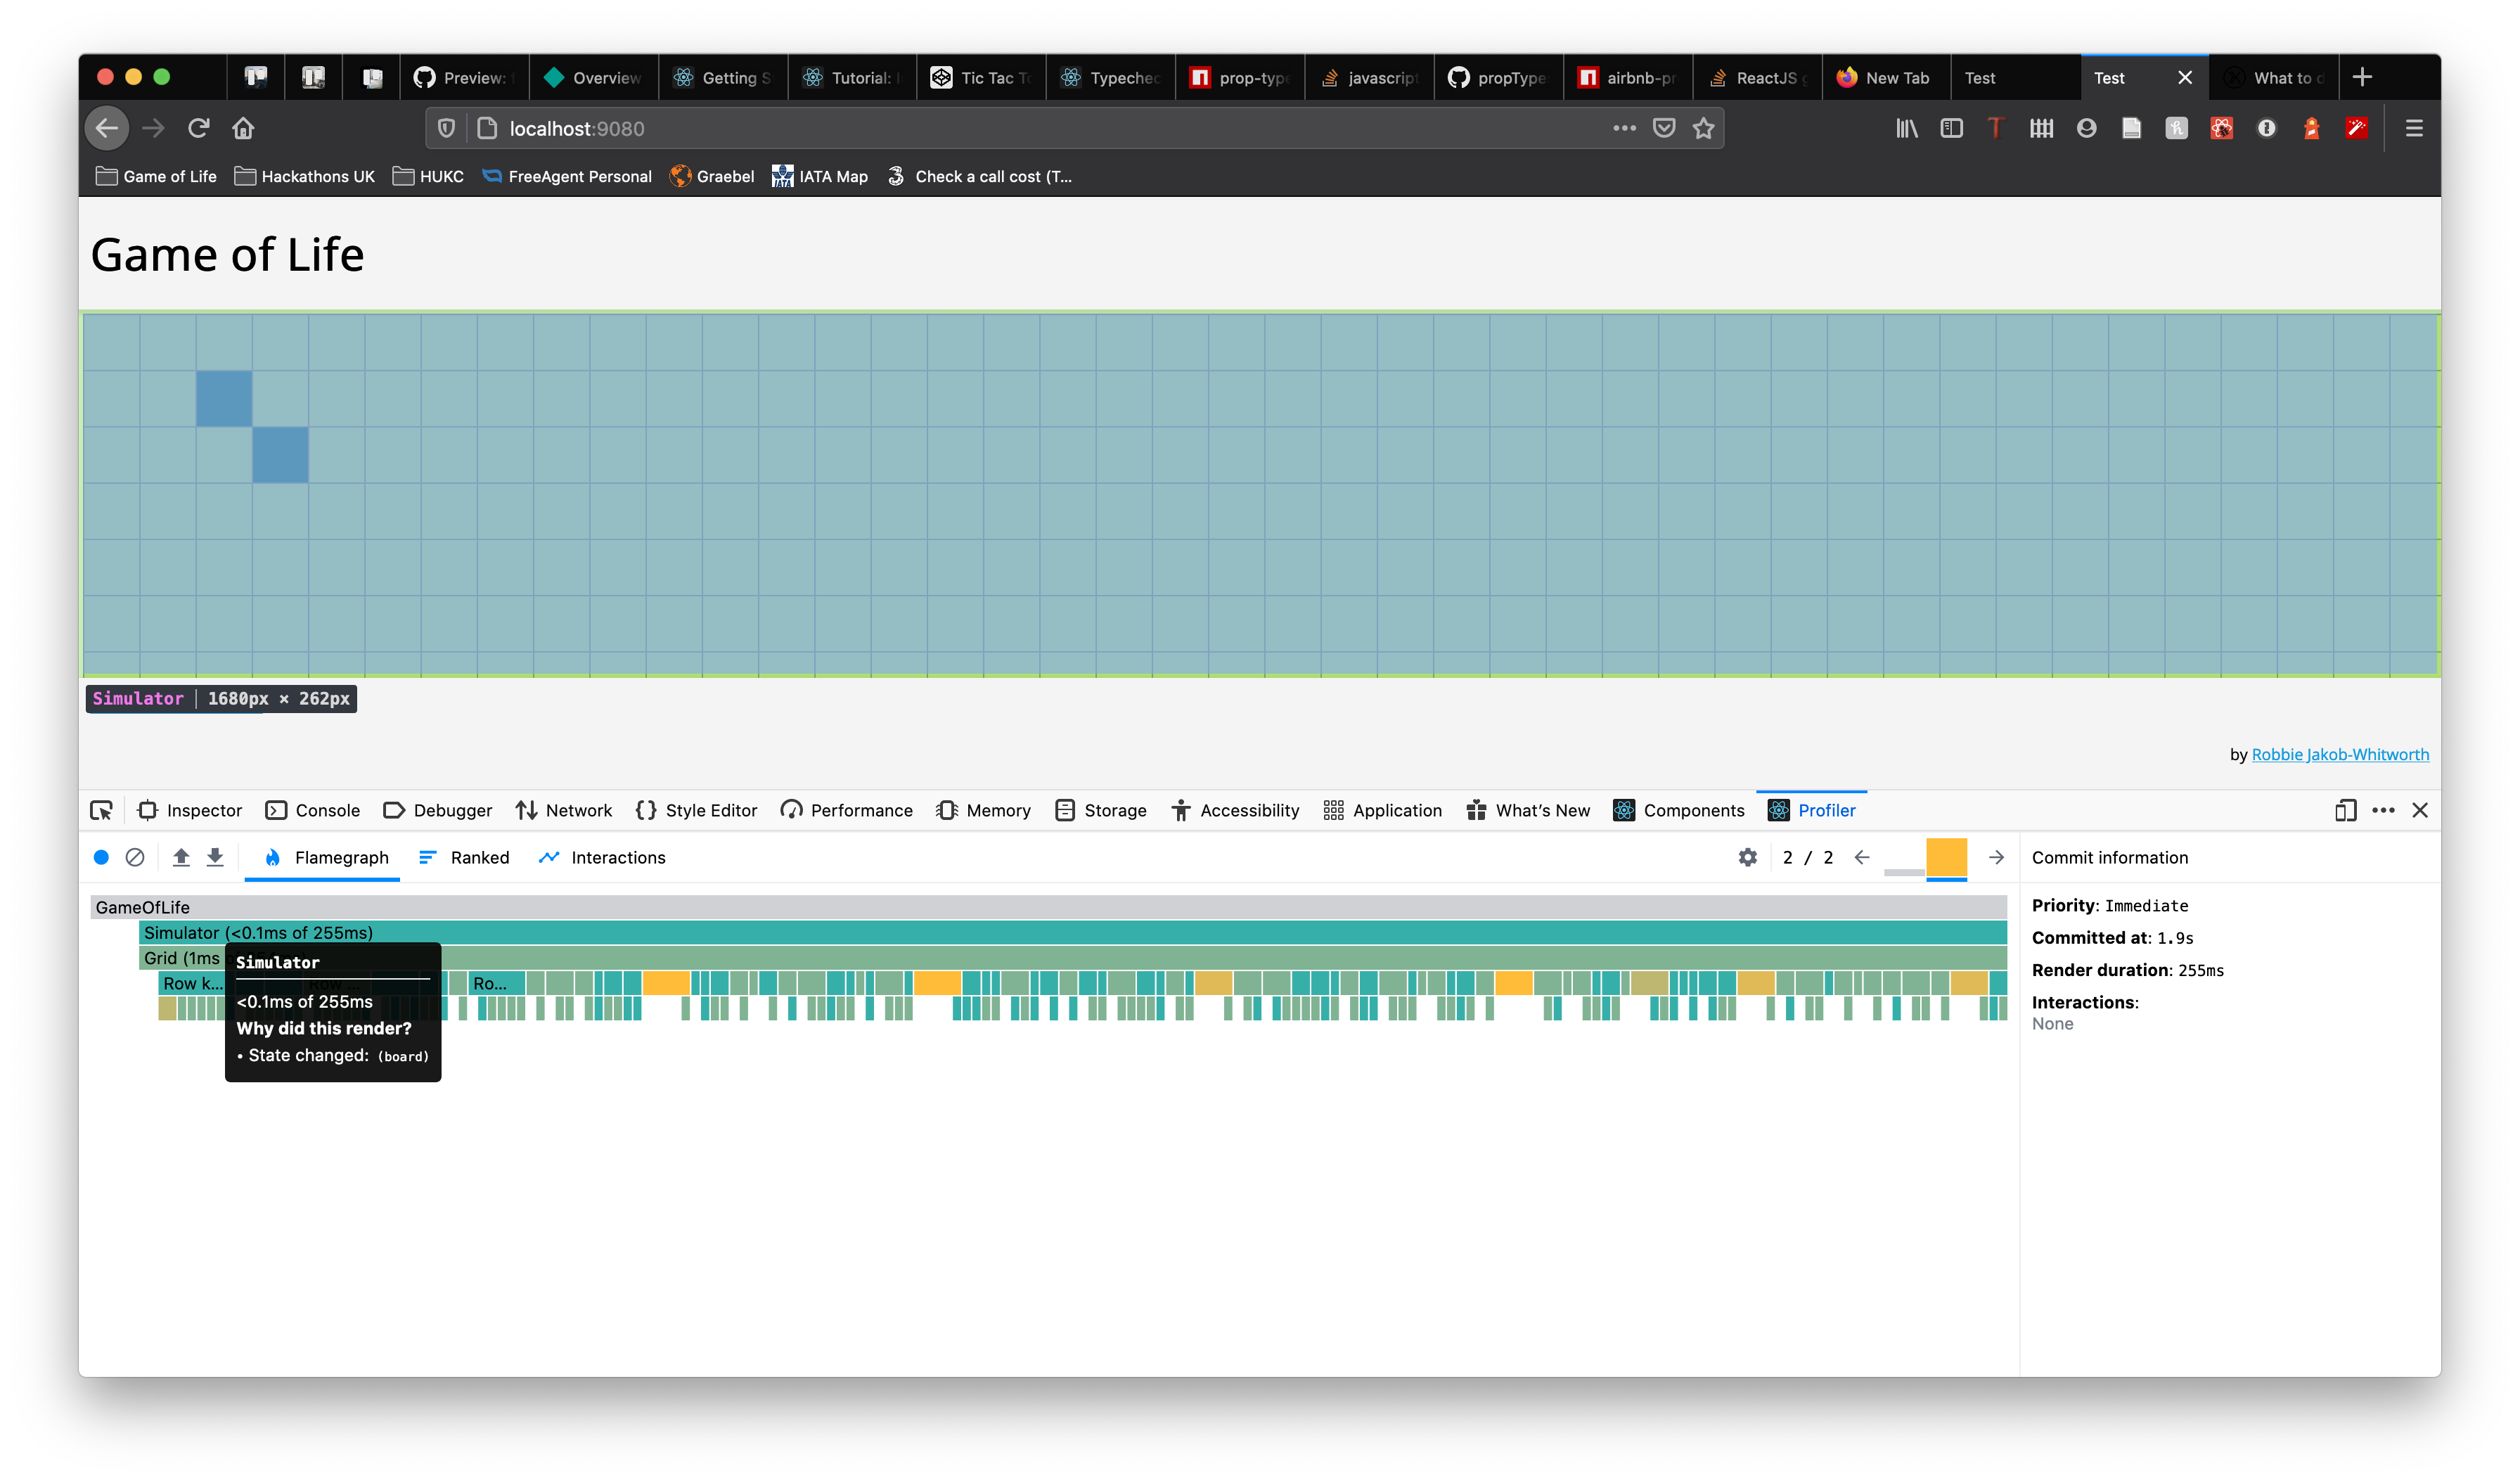 Preview: Overview Getting S Tutorial: Tic Tac T Typechec prop-type javascript propType airbnb-pr ReactJS New Tab Test Test What to
localhost:9080
Game of Life Hackathons UK HUKC FreeAgent Personal Graebel IATA Map Check a call cost (T...
Game of Life
Simulator 1680px × 262px
by Robbie Jakob-Whitworth
Inspector Console Debugger Network Style Editor Performance Memory Storage Accessibility Application What's New Components Profiler
Flamegraph Ranked Interactions 2 / 2 Commit information
GameOfLife
Simulator (<0.1ms of 255ms)
Grid (1ms
Row k... Row ... Ro...
Simulator
<0.1ms of 255ms
Why did this render?
• State changed: (board)
Priority: Immediate
Committed at: 1.9s
Render duration: 255ms
Interactions:
None